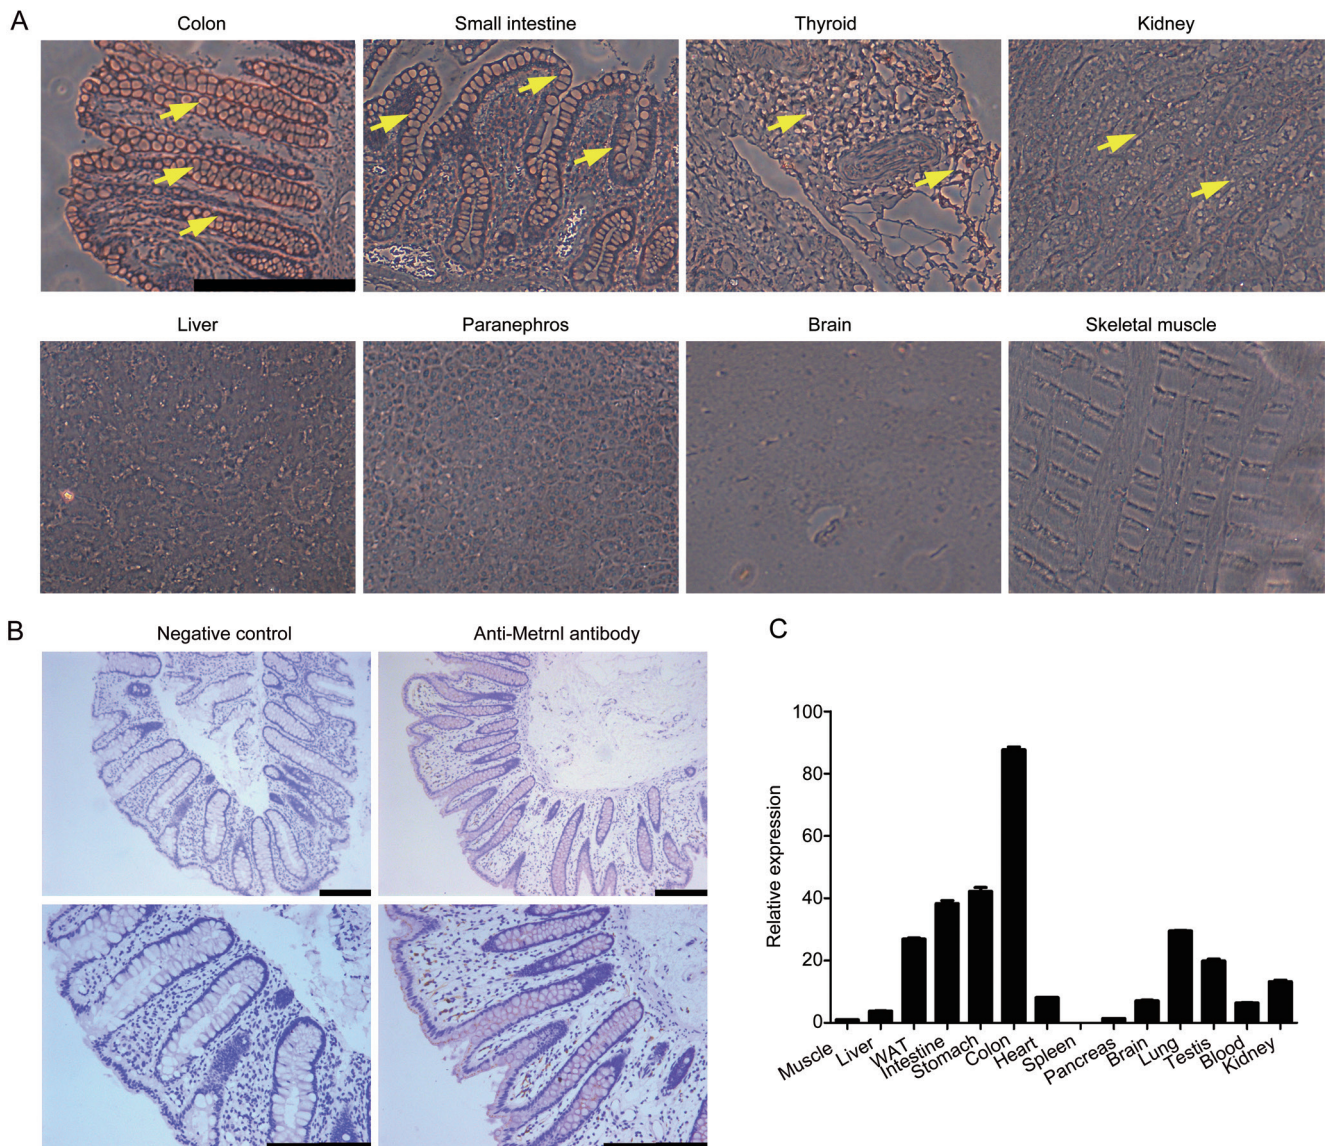 A
Colon
Small intestine
Thyroid
Kidney
Liver
Paranephros
Brain
Skeletal muscle
B
Negative control
Anti-Metrnl antibody
C
Relative expression
100
80
60
40
20
0
Muscle
Liver
WAT
Intestine
Stomach
Colon
Heart
Spleen
Pancreas
Brain
Lung
Testis
Blood
Kidney